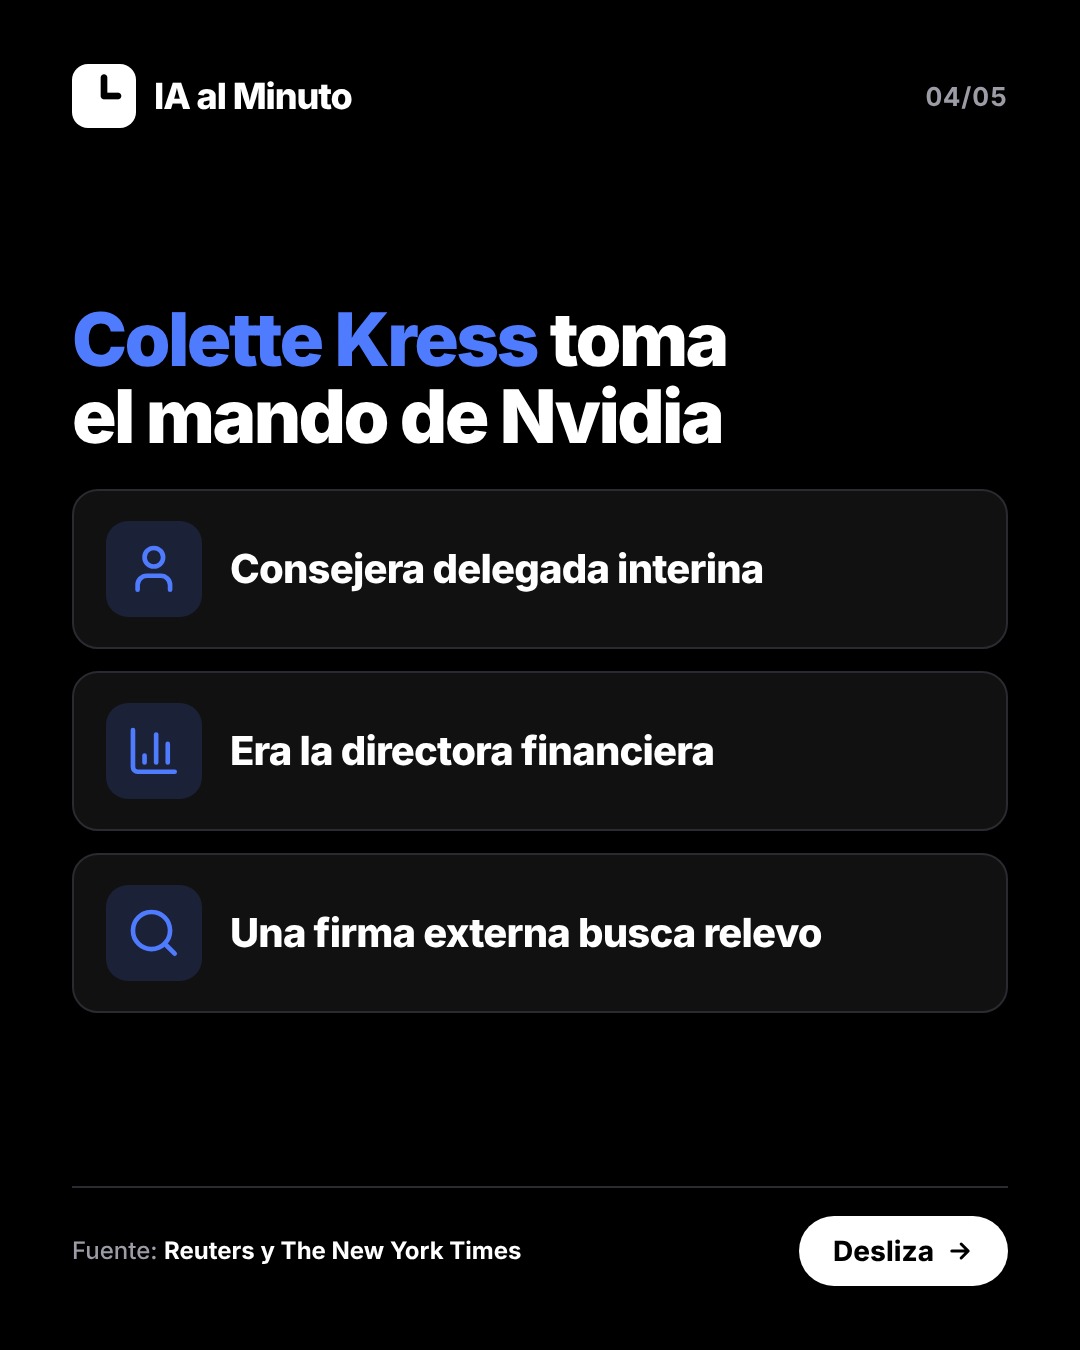 IA al Minuto
04/05
Colette Kress toma
el mando de Nvidia
Consejera delegada interina
Era la directora financiera
Una firma externa busca relevo
Fuente: Reuters y The New York Times
Desliza →